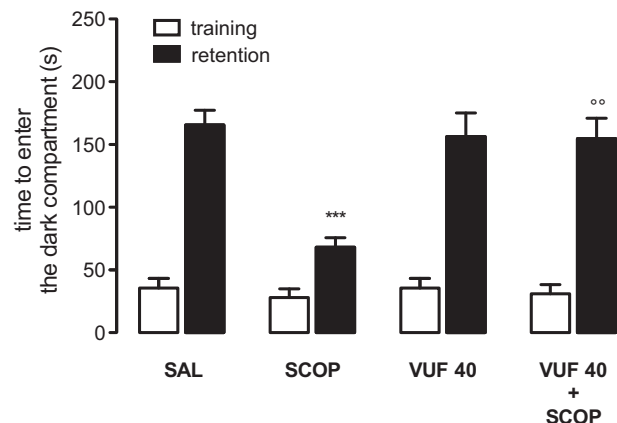 250
200
150
100
50
0
time to enter
the dark compartment (s)
training
retention
***
°°
SAL
SCOP
VUF 40
VUF 40
+
SCOP